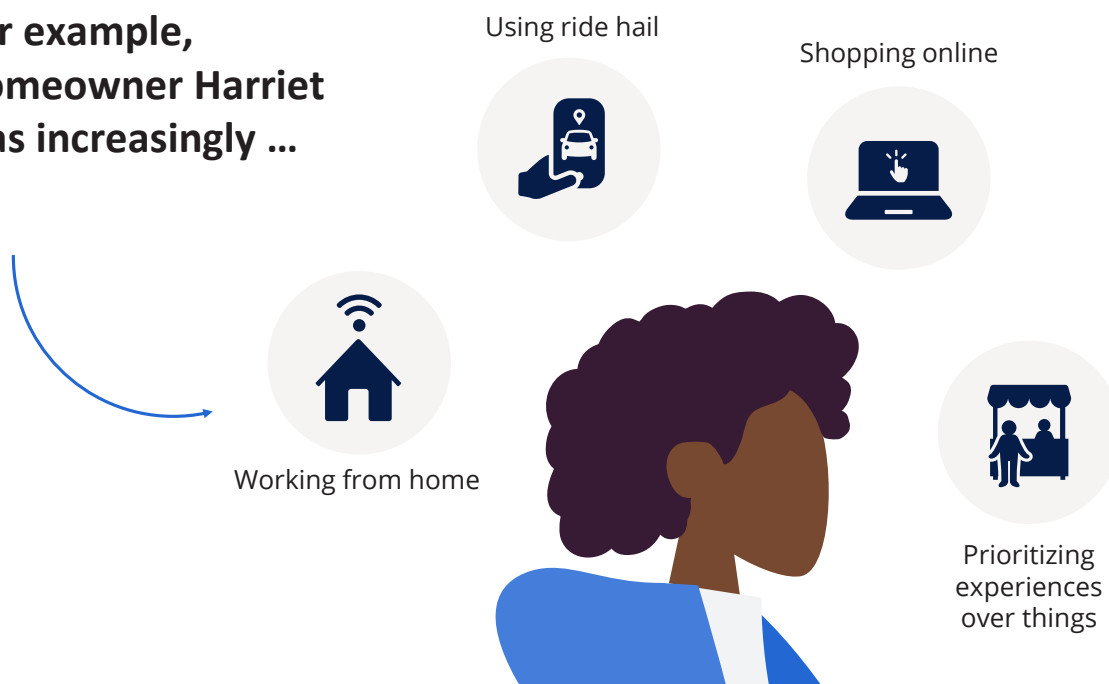 r example,
omeowner Harriet
as increasingly …
Using ride hail
Shopping online
Working from home
Prioritizing
experiences
over things